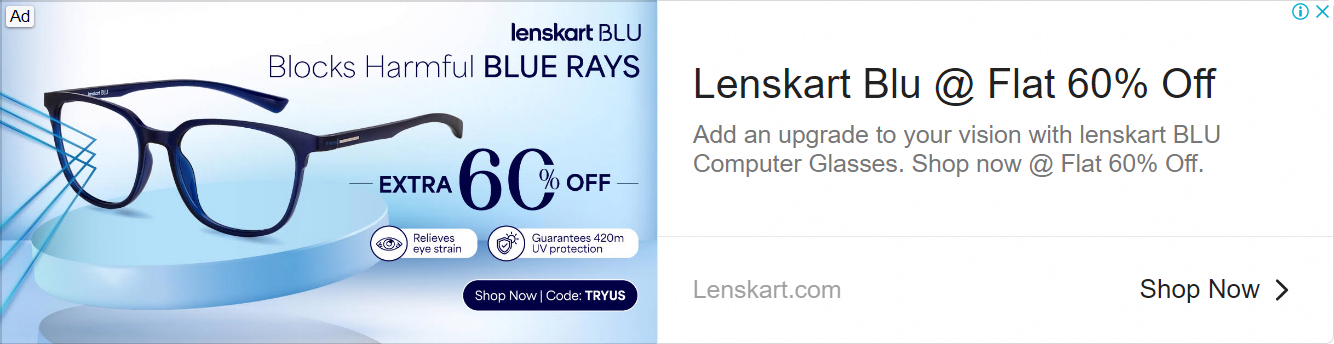 Ad
lenskart BLU
Blocks Harmful BLUE RAYS
lenskart BLU
EXTRA 60% OFF
Relieves
eye strain
Guarantees 420m
UV protection
Shop Now | Code: TRYUS
Lenskart Blu @ Flat 60% Off
Add an upgrade to your vision with lenskart BLU
Computer Glasses. Shop now @ Flat 60% Off.
Lenskart.com
Shop Now